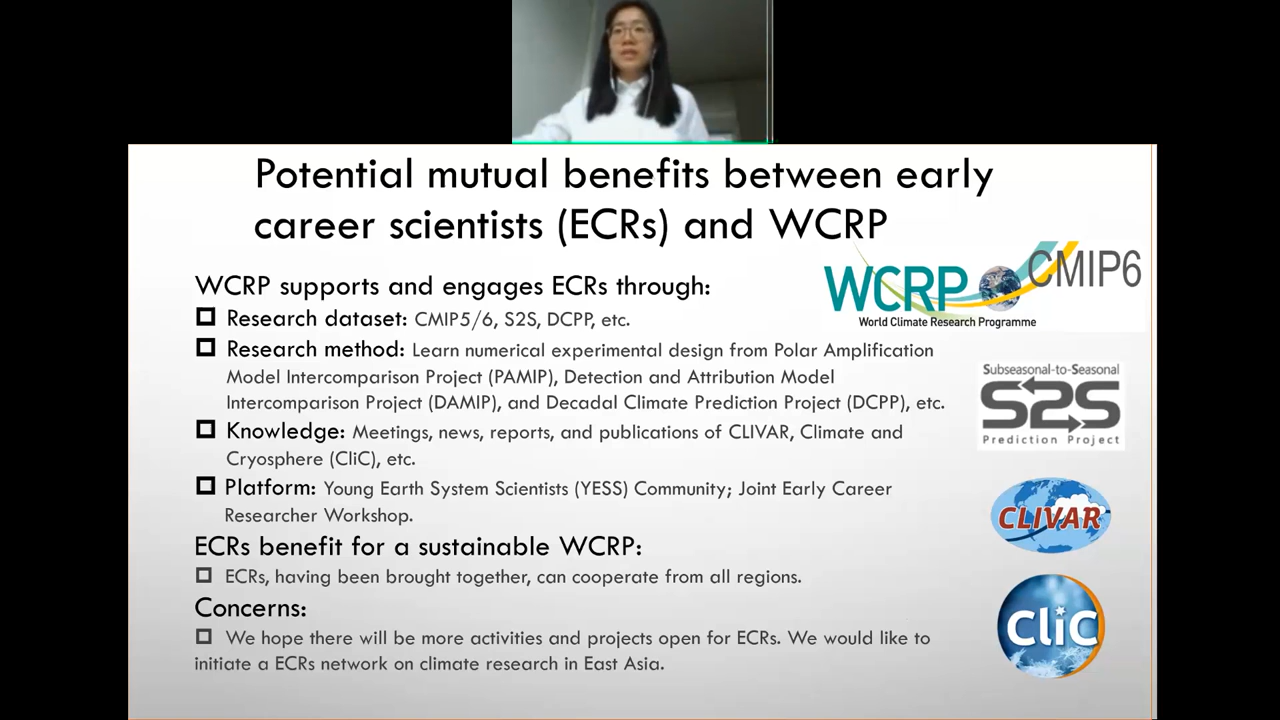 Potential mutual benefits between early
career scientists (ECRs) and WCRP
WCRP supports and engages ECRs through:
Research dataset: CMIP5/6, S2S, DCPP, etc.
Research method: Learn numerical experimental design from Polar Amplification
Model Intercomparison Project (PAMIP), Detection and Attribution Model
Intercomparison Project (DAMIP), and Decadal Climate Prediction Project (DCPP), etc.
Knowledge: Meetings, news, reports, and publications of CLIVAR, Climate and
Cryosphere (CliC), etc.
Platform: Young Earth System Scientists (YESS) Community; Joint Early Career
Researcher Workshop.
ECRs benefit for a sustainable WCRP:
ECRs, having been brought together, can cooperate from all regions.
Concerns:
We hope there will be more activities and projects open for ECRs. We would like to
initiate a ECRs network on climate research in East Asia.
WCRP CMIP6
World Climate Research Programme
Subseasonal-to-Seasonal
S2S
Prediction Project
CLIVAR
CliC